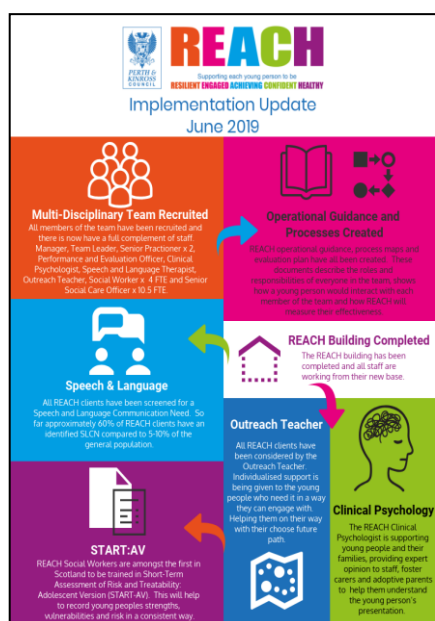 PERTH &
KINROSS
COUNCIL
REACH
Supporting each young person to be
RESILIENT ENGAGED ACHIEVING CONFIDENT HEALTHY
Implementation Update
June 2019
Multi-Disciplinary Team Recruited
All members of the team have been recruited and
there is now have a full complement of staff.
Manager, Team Leader, Senior Practioner x 2,
Performance and Evaluation Officer, Clinical
Psychologist, Speech and Language Therapist,
Outreach Teacher, Social Worker x 4 FTE and Senior
Social Care Officer x 10.5 FTE.
Operational Guidance and
Processes Created
REACH operational guidance, process maps and
evaluation plan have all been created. These
documents describe the roles and
responsibilities of everyone in the team, shows
how a young person would interact with each
member of the team and how REACH will
measure their effectiveness.
REACH Building Completed
The REACH building has been
completed and all staff are
working from their new base.
Speech & Language
All REACH clients have been screened for a
Speech and Language Communication Need. So
far approximately 60% of REACH clients have an
identified SLCN compared to 5-10% of the
general population.
Outreach Teacher
All REACH clients have
been considered by the
Outreach Teacher.
Individualised support is
being given to the young
people who need it in a way
they can engage with.
Helping them on their way
with their choose future
path.
Clinical Psychology
The REACH Clinical
Psychologist is supporting
young people and their
families, providing expert
opinion to staff, foster
carers and adoptive parents
to help them understand
the young person's
presentation.
START:AV
REACH Social Workers are amongst the first in
Scotland to be trained in Short-Term
Assessment of Risk and Treatability:
Adolescent Version (START-AV). This will help
to record young peoples strengths,
vulnerabilities and risk in a consistent way.